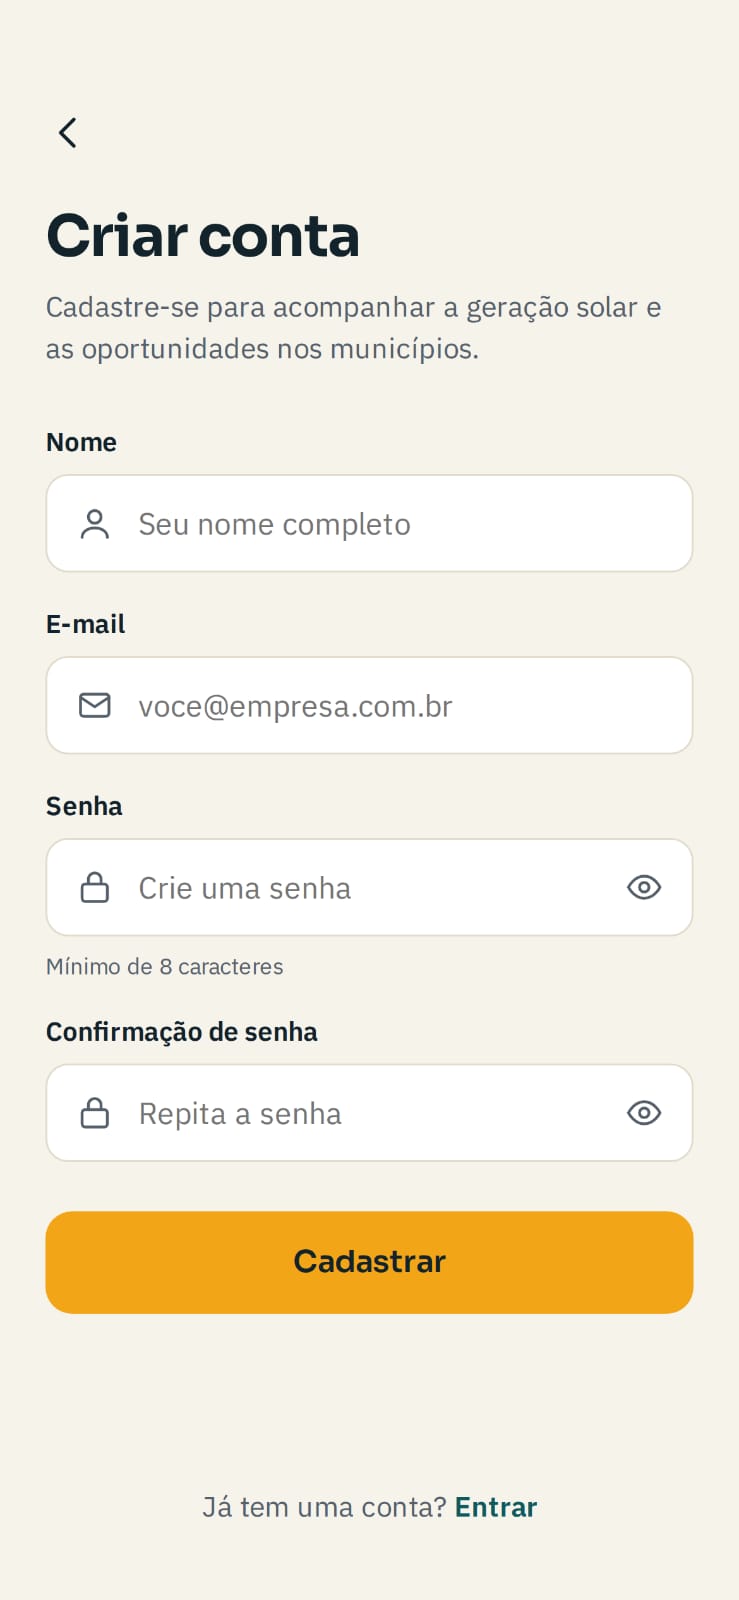 Criar conta
Cadastre-se para acompanhar a geração solar e
as oportunidades nos municípios.
Nome
Seu nome completo
E-mail
voce@empresa.com.br
Senha
Crie uma senha
Mínimo de 8 caracteres
Confirmação de senha
Repita a senha
Cadastrar
Já tem uma conta? Entrar